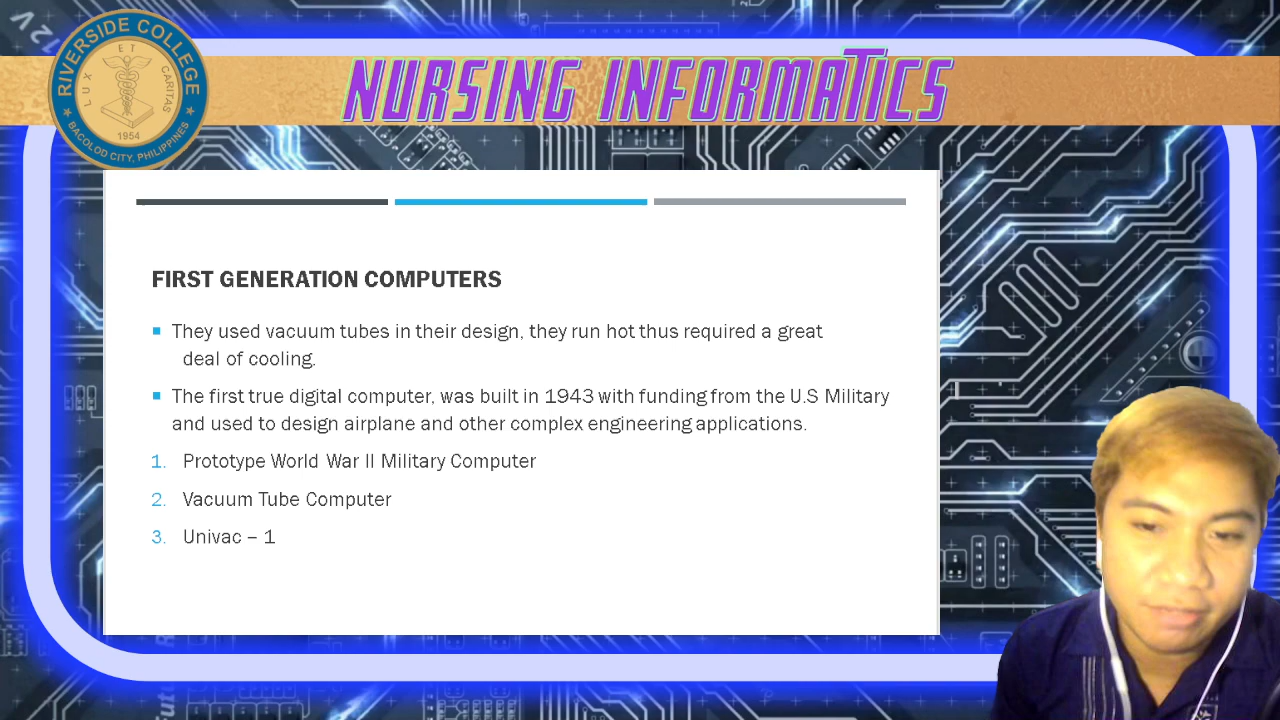 12V
RIVERSIDE COLLEGE
ET
LUX
CARITAS
1954
BACOLOD CITY, PHILIPPINES
NURSING INFORMATICS
FIRST GENERATION COMPUTERS
They used vacuum tubes in their design, they run hot thus required a great
deal of cooling.
The first true digital computer, was built in 1943 with funding from the U.S Military
and used to design airplane and other complex engineering applications.
1. Prototype World War II Military Computer
2. Vacuum Tube Computer
3. Univac – 1